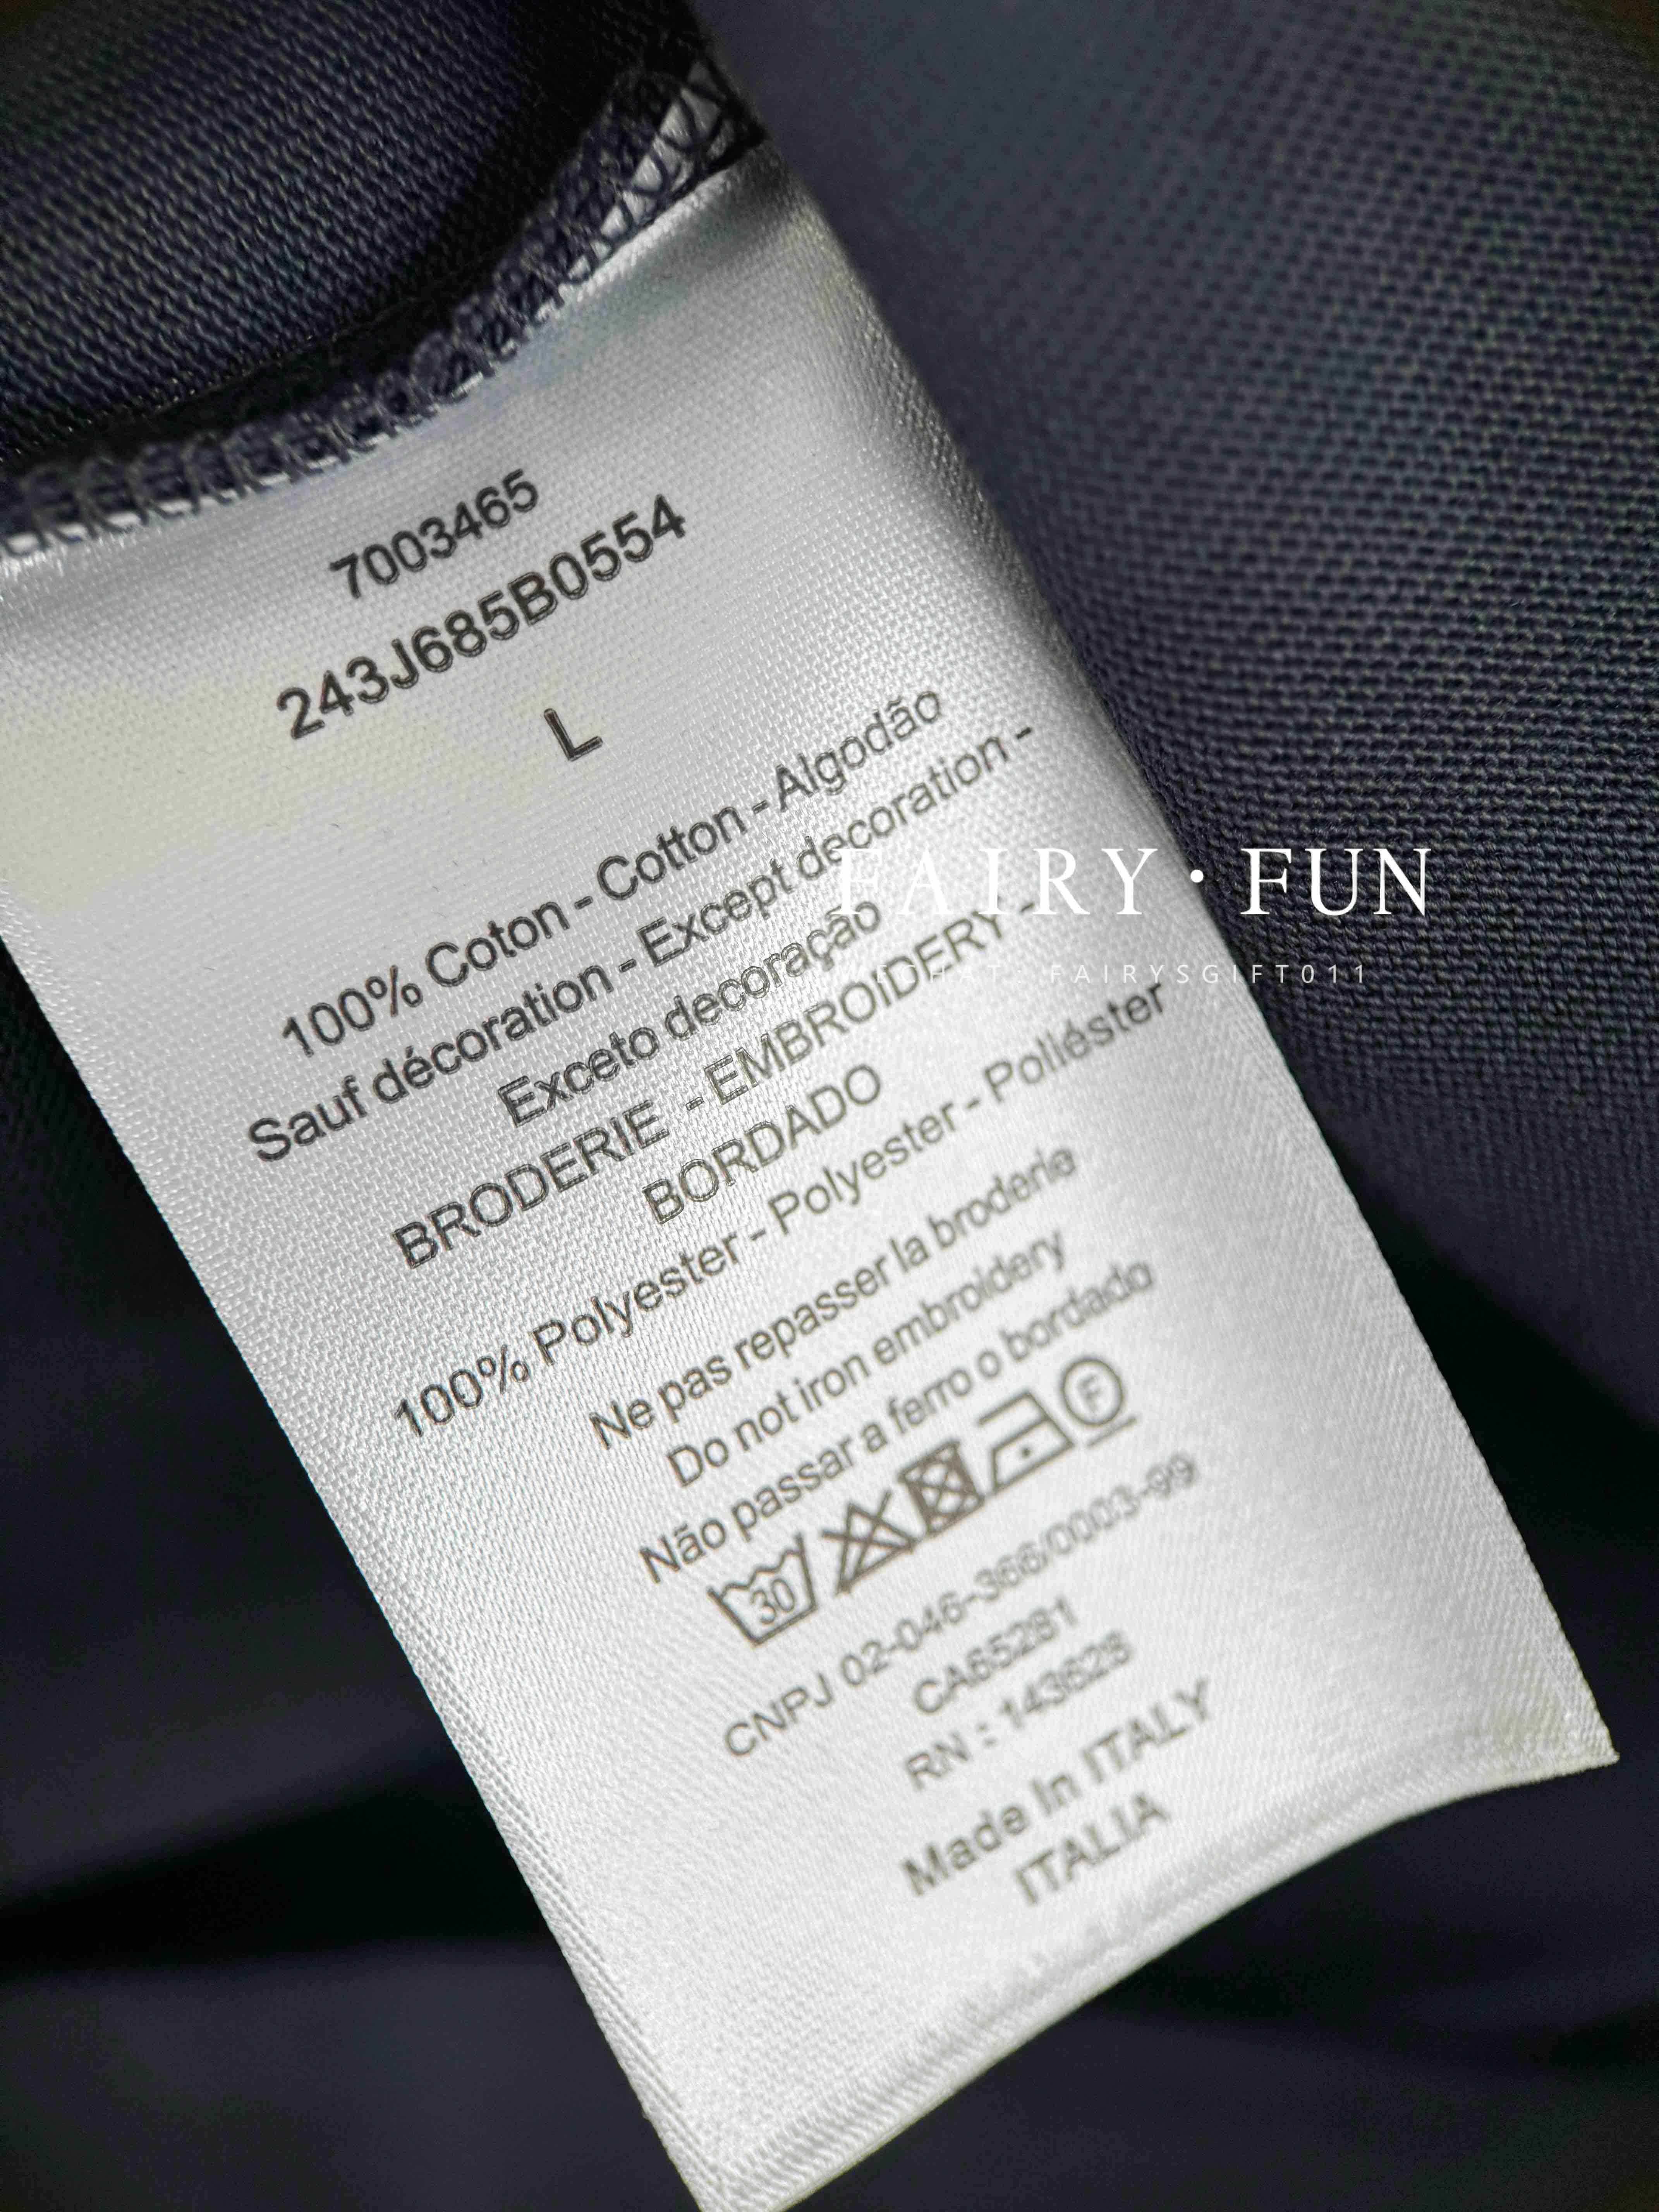 7003465
243J685B0554
L
100% Coton - Cotton - Algodão
Sauf décoration - Except decoration -
Exceto decoração
BRODERIE - EMBROIDERY -
BORDADO
100% Polyester - Polyester - Poliéster
Ne pas repasser la broderie
Do not iron embroidery
Não passar a ferro o bordado
30 F
CNPJ 02-046-366/0003-99
CA65281
RN : 143628
Made In ITALY
ITALIA
FAIRY · FUN
FAIRYSGIFT011